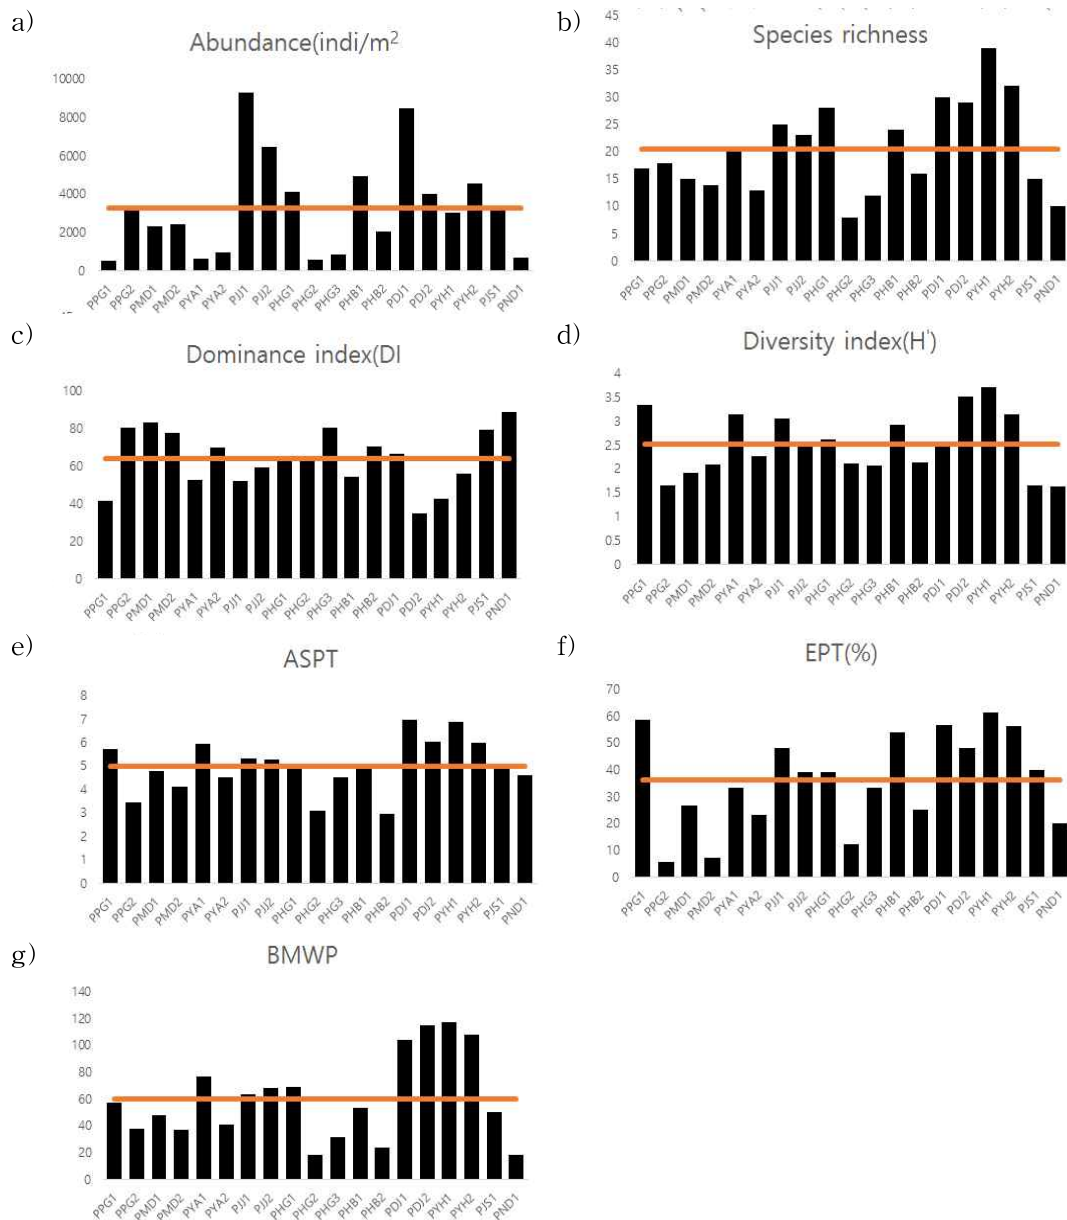 a)
Abundance(indi/m2
10000
8000
6000
4000
2000
0
PPG1 PPG2 PMD1 PMD2 PYA1 PYA2 PJJ1 PJJ2 PHG1 PHG2 PHG3 PHB1 PHB2 PDJ1 PDJ2 PYH1 PYH2 PJS1 PND1
b)
Species richness
45
40
35
30
25
20
15
10
5
0
PPG1 PPG2 PMD1 PMD2 PYA1 PYA2 PJJ1 PJJ2 PHG1 PHG2 PHG3 PHB1 PHB2 PDJ1 PDJ2 PYH1 PYH2 PJS1 PND1
c)
Dominance index(DI
100
80
60
40
20
0
PPG1 PPG2 PMD1 PMD2 PYA1 PYA2 PJJ1 PJJ2 PHG1 PHG2 PHG3 PHB1 PHB2 PDJ1 PDJ2 PYH1 PYH2 PJS1 PND1
d)
Diversity index(H')
4
3.5
3
2.5
2
1.5
1
0.5
0
PPG1 PPG2 PMD1 PMD2 PYA1 PYA2 PJJ1 PJJ2 PHG1 PHG2 PHG3 PHB1 PHB2 PDJ1 PDJ2 PYH1 PYH2 PJS1 PND1
e)
ASPT
8
7
6
5
4
3
2
1
0
PPG1 PPG2 PMD1 PMD2 PYA1 PYA2 PJJ1 PJJ2 PHG1 PHG2 PHG3 PHB1 PHB2 PDJ1 PDJ2 PYH1 PYH2 PJS1 PND1
f)
EPT(%)
70
60
50
40
30
20
10
0
PPG1 PPG2 PMD1 PMD2 PYA1 PYA2 PJJ1 PJJ2 PHG1 PHG2 PHG3 PHB1 PHB2 PDJ1 PDJ2 PYH1 PYH2 PJS1 PND1
g)
BMWP
140
120
100
80
60
40
20
0
PPG1 PPG2 PMD1 PMD2 PYA1 PYA2 PJJ1 PJJ2 PHG1 PHG2 PHG3 PHB1 PHB2 PDJ1 PDJ2 PYH1 PYH2 PJS1 PND1